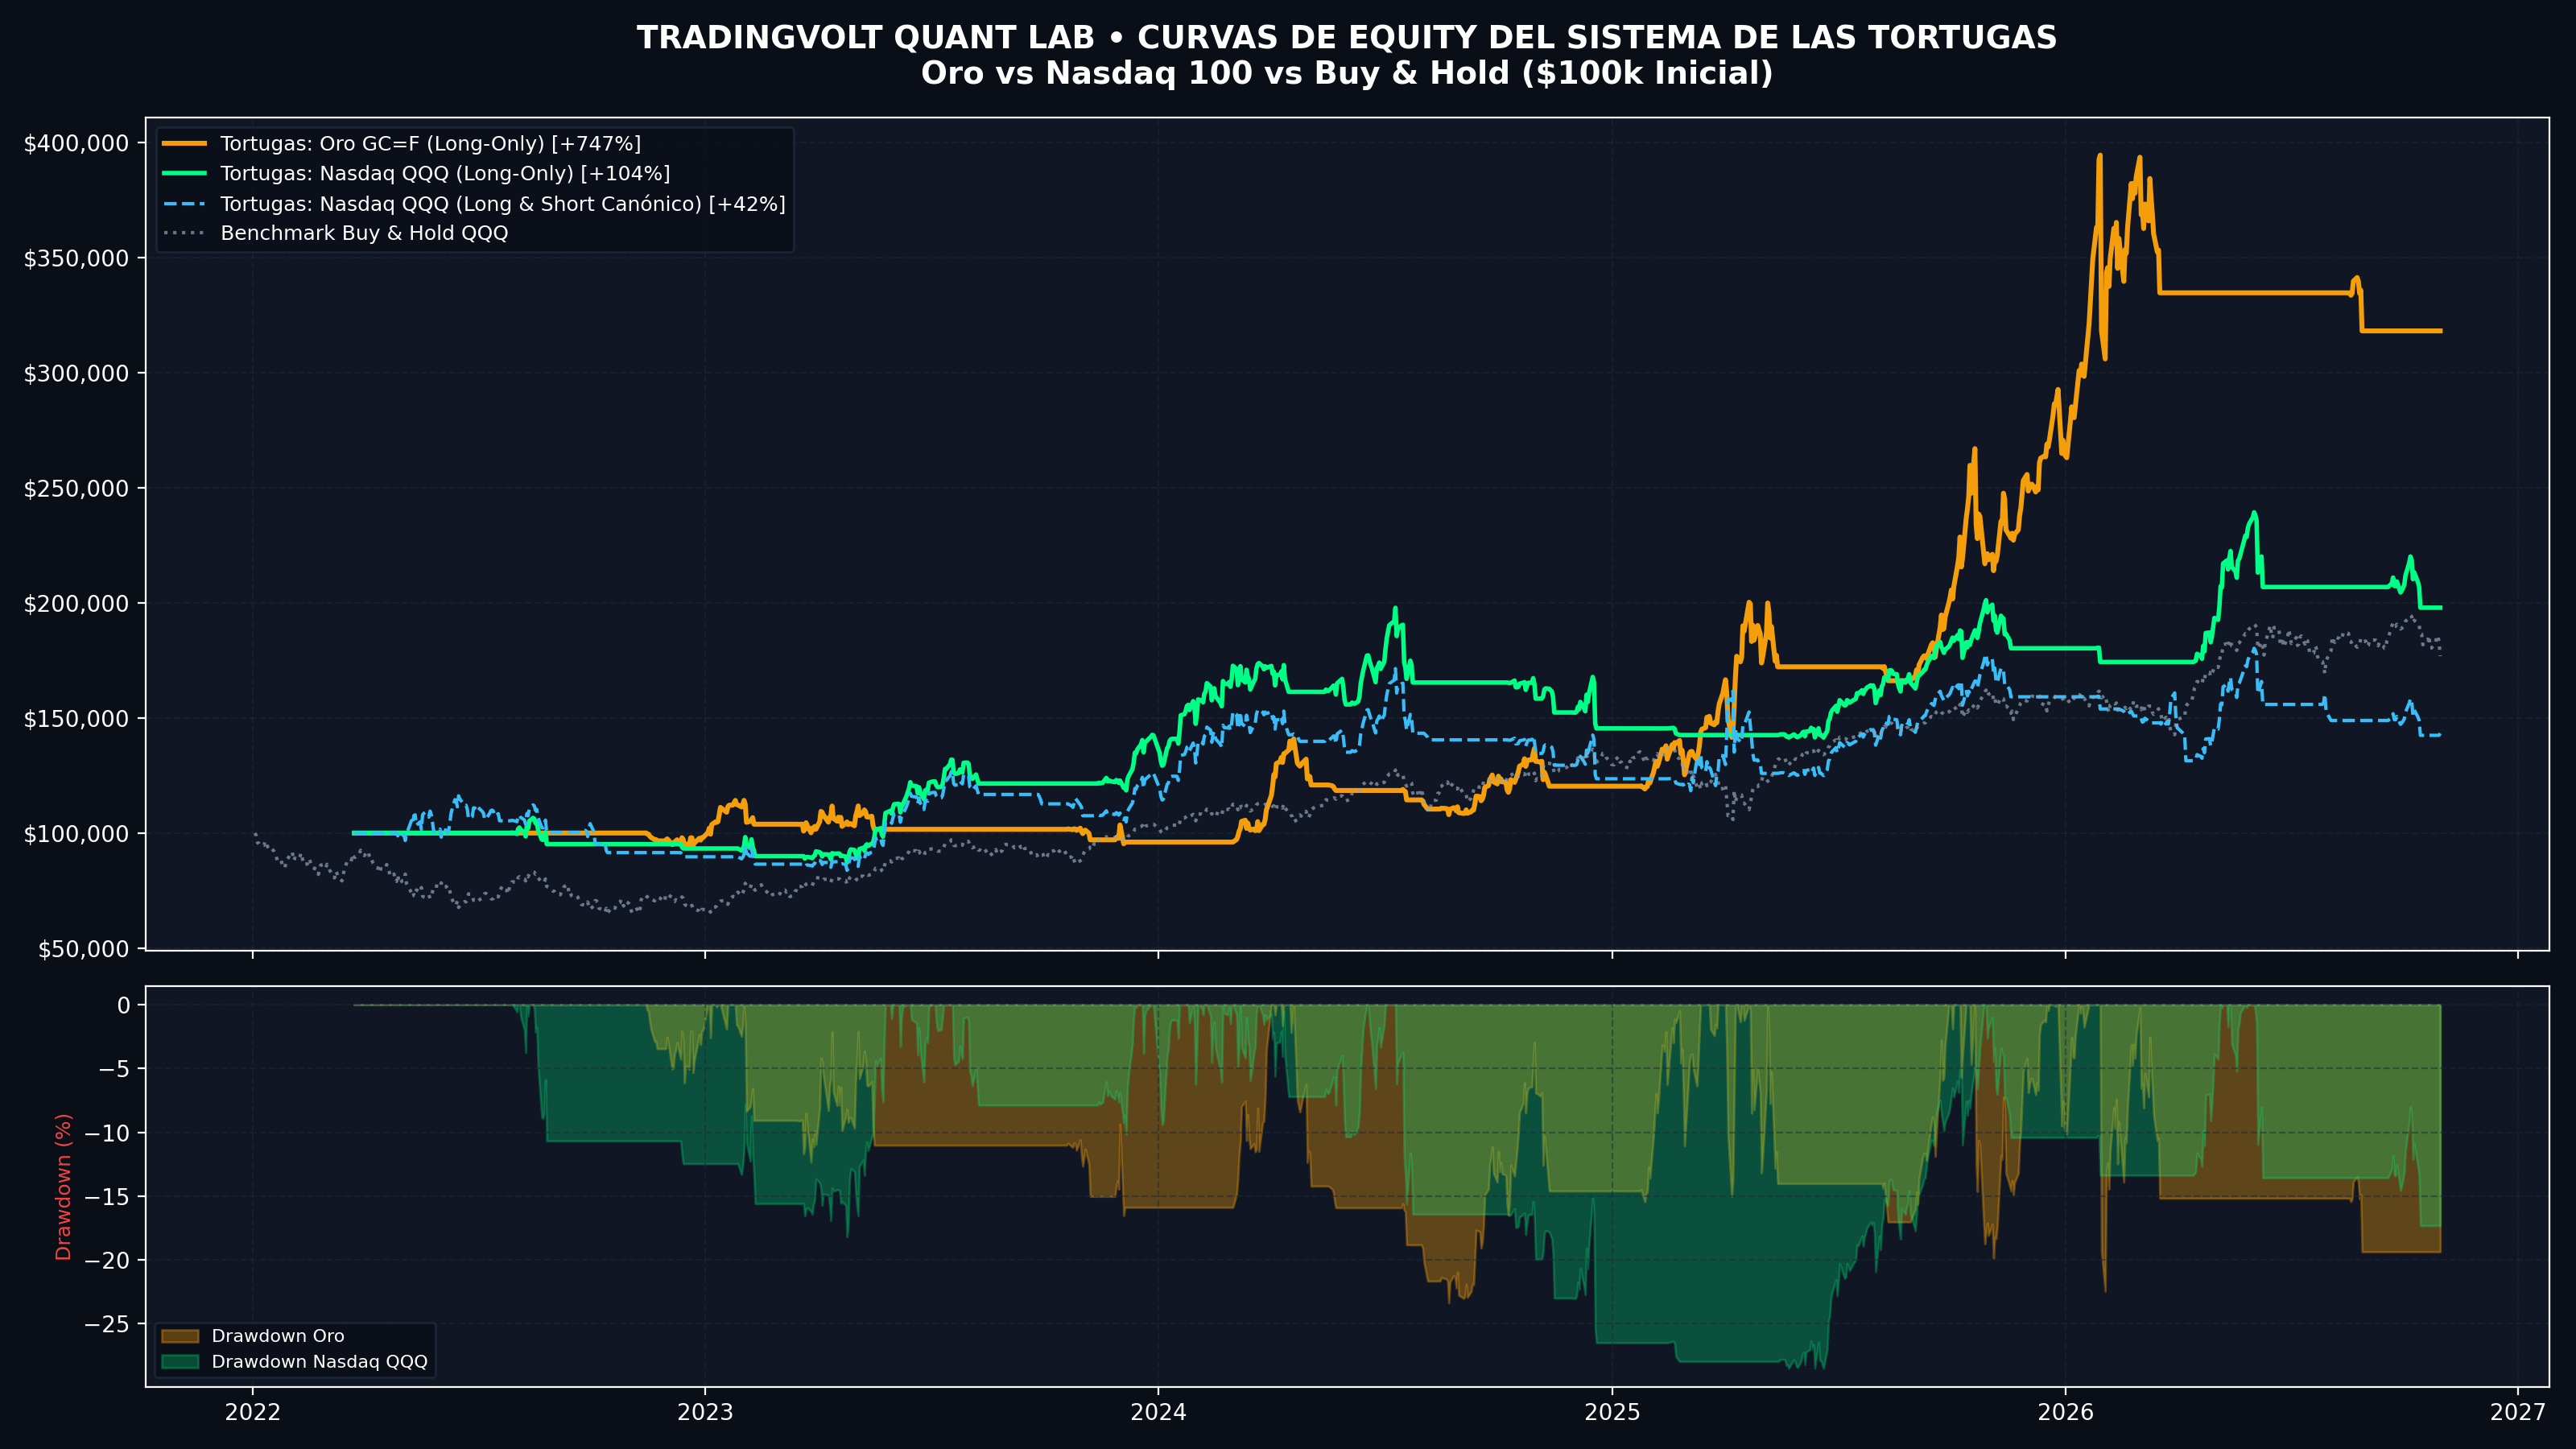 TRADINGVOLT QUANT LAB • CURVAS DE EQUITY DEL SISTEMA DE LAS TORTUGAS
Oro vs Nasdaq 100 vs Buy & Hold ($100k Inicial)
Tortugas: Oro GC=F (Long-Only) [+747%]
Tortugas: Nasdaq QQQ (Long-Only) [+104%]
Tortugas: Nasdaq QQQ (Long & Short Canónico) [+42%]
Benchmark Buy & Hold QQQ
$400,000
$350,000
$300,000
$250,000
$200,000
$150,000
$100,000
$50,000
0
−5
−10
−15
−20
−25
Drawdown (%)
Drawdown Oro
Drawdown Nasdaq QQQ
2022
2023
2024
2025
2026
2027